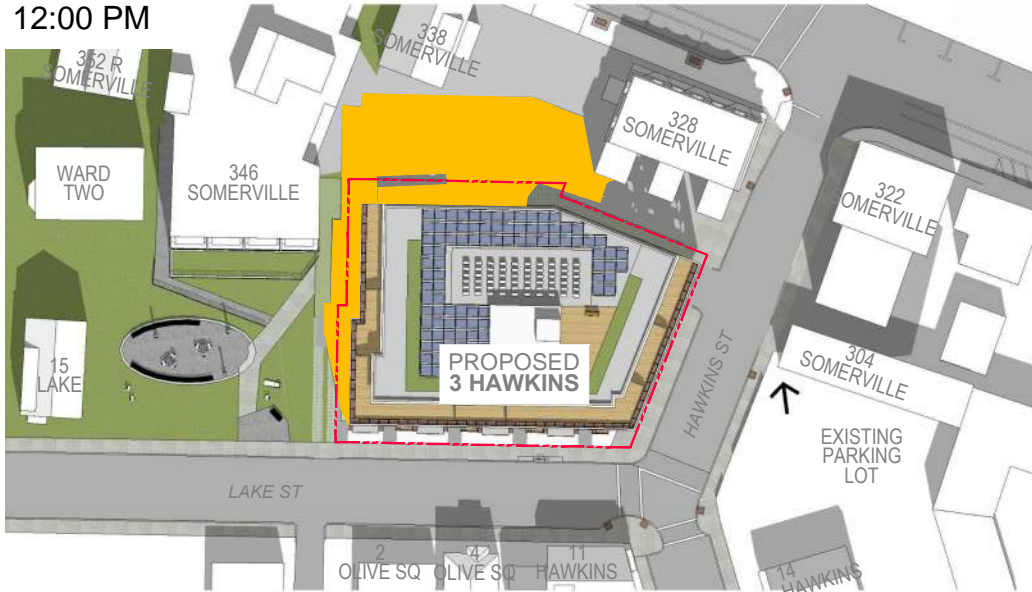 12:00 PM
338
SOMERVILLE
352 R
SOMERVILLE
328
SOMERVILLE
WARD
TWO
346
SOMERVILLE
322
OMERVILLE
PROPOSED
3 HAWKINS
15
LAKE
304
SOMERVILLE
HAWKINS ST
EXISTING
PARKING
LOT
LAKE ST
2
OLIVE SQ
4
OLIVE SQ
11
HAWKINS
14
HAWKINS